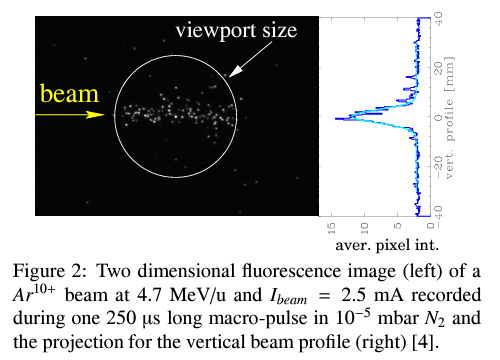 viewport size
beam
40
20
0
−20
−40
vert. profile [mm]
15
10
5
0
aver. pixel int.
Figure 2: Two dimensional fluorescence image (left) of a
Ar¹⁰⁺ beam at 4.7 MeV/u and I_beam = 2.5 mA recorded
during one 250 µs long macro-pulse in 10⁻⁵ mbar N₂ and
the projection for the vertical beam profile (right) [4].